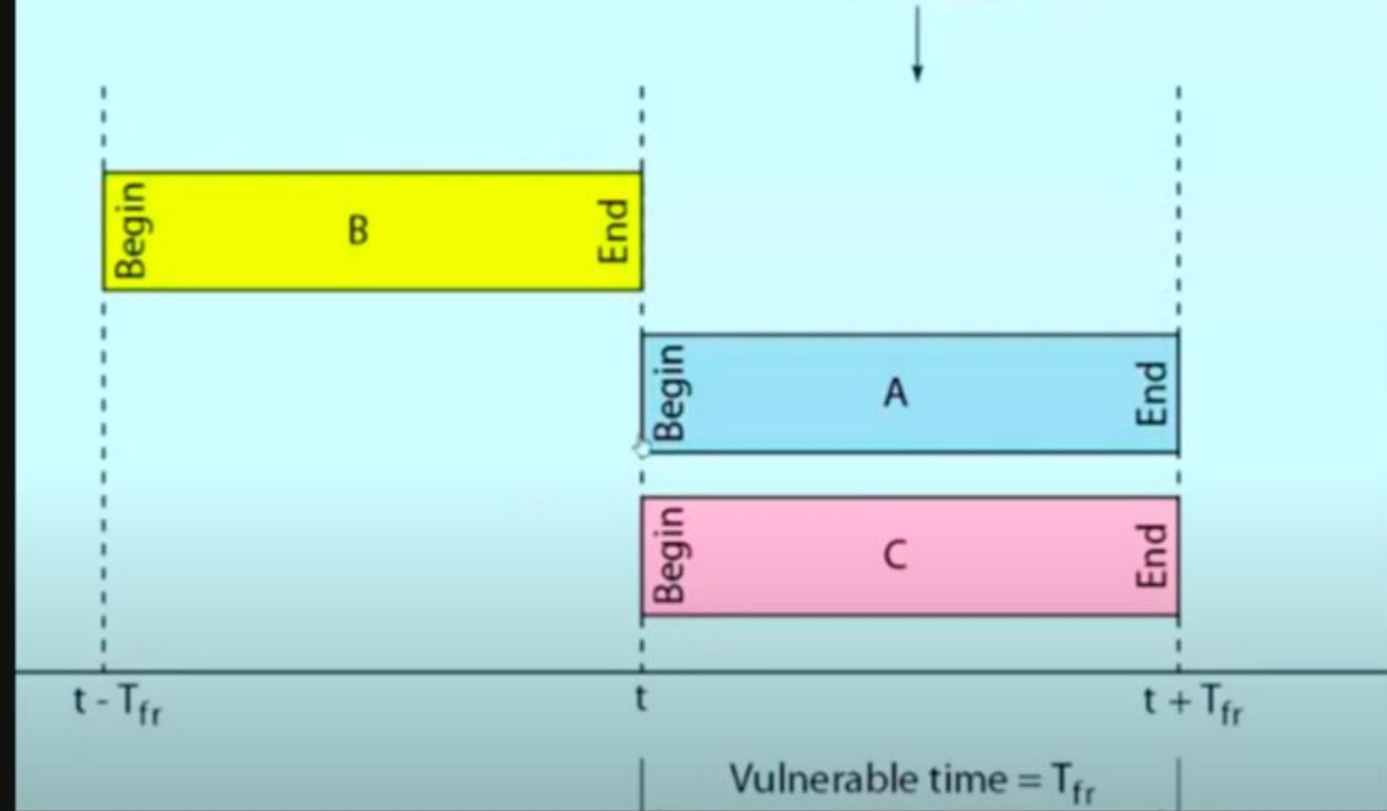 Begin B End
Begin A End
Begin C End
t - Tfr t t + Tfr
Vulnerable time = Tfr